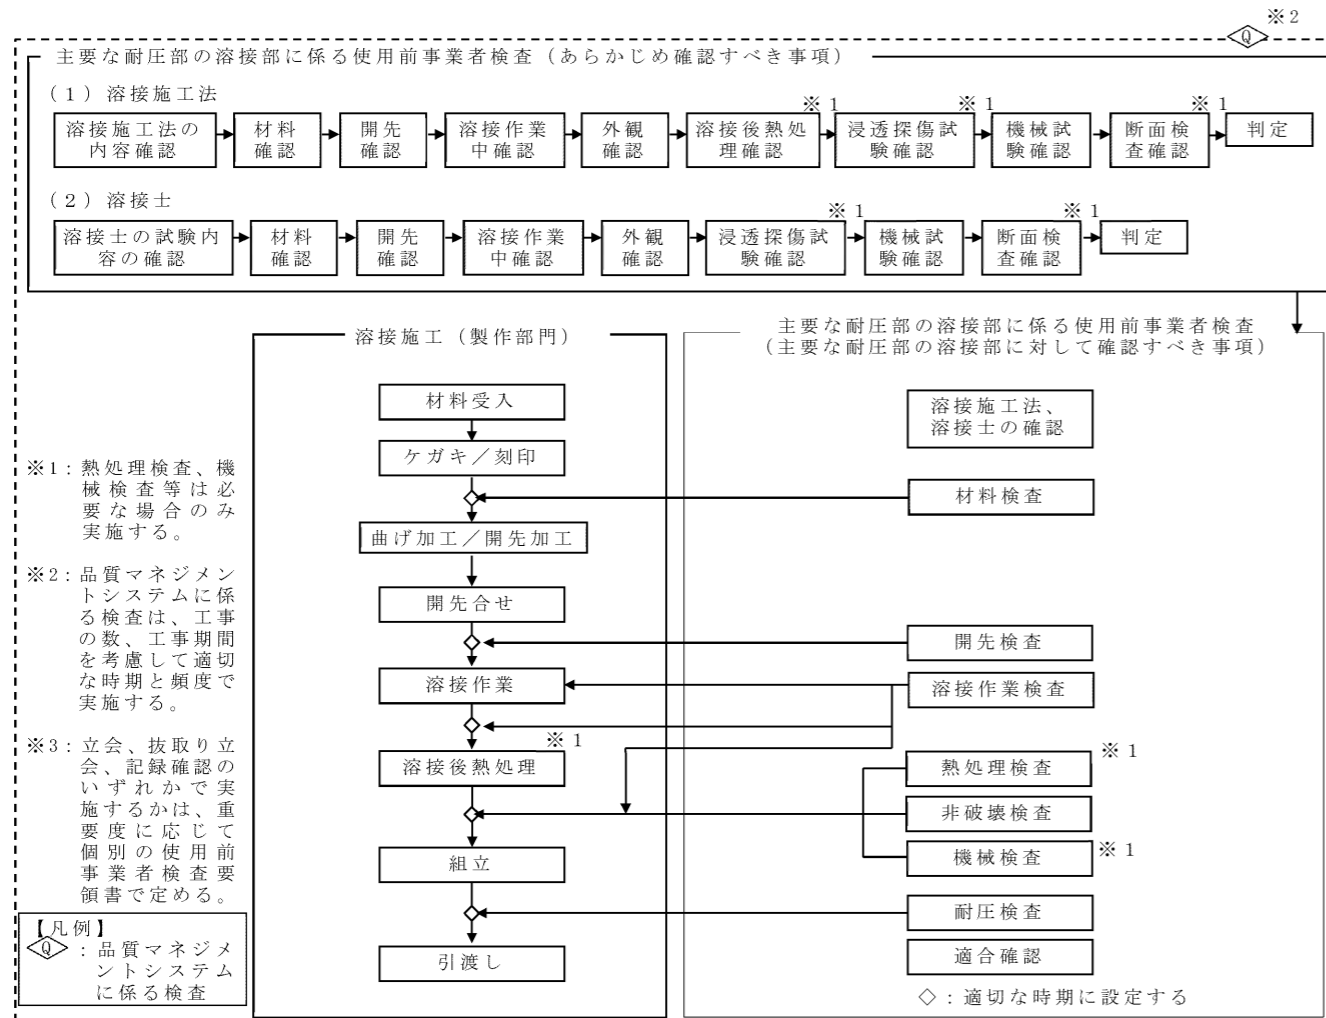 ※2
Q
主要な耐圧部の溶接部に係る使用前事業者検査（あらかじめ確認すべき事項）
（１）溶接施工法
※1
※1
※1
溶接施工法の
内容確認
材料
確認
開先
確認
溶接作業
中確認
外観
確認
溶接後熱処
理確認
浸透探傷試
験確認
機械試
験確認
断面検
査確認
判定
（２）溶接士
※1
※1
溶接士の試験内
容の確認
材料
確認
開先
確認
溶接作業
中確認
外観
確認
浸透探傷試
験確認
機械試
験確認
断面検
査確認
判定
溶接施工（製作部門）
材料受入
ケガキ／刻印
曲げ加工／開先加工
開先合せ
溶接作業
※1
溶接後熱処理
組立
引渡し
主要な耐圧部の溶接部に係る使用前事業者検査
（主要な耐圧部の溶接部に対して確認すべき事項）
溶接施工法、
溶接士の確認
材料検査
開先検査
溶接作業検査
熱処理検査
※1
非破壊検査
機械検査
※1
耐圧検査
適合確認
◇：適切な時期に設定する
※1：熱処理検査、機
械検査等は必
要な場合のみ
実施する。
※2：品質マネジメン
トシステムに係
る検査は、工事
の数、工事期間
を考慮して適切
な時期と頻度で
実施する。
※3：立会、抜取り立
会、記録確認の
いずれかで実
施するかは、重
要度に応じて
個別の使用前
事業者検査要
領書で定める。
【凡例】
Q：品質マネジメ
ントシステム
に係る検査